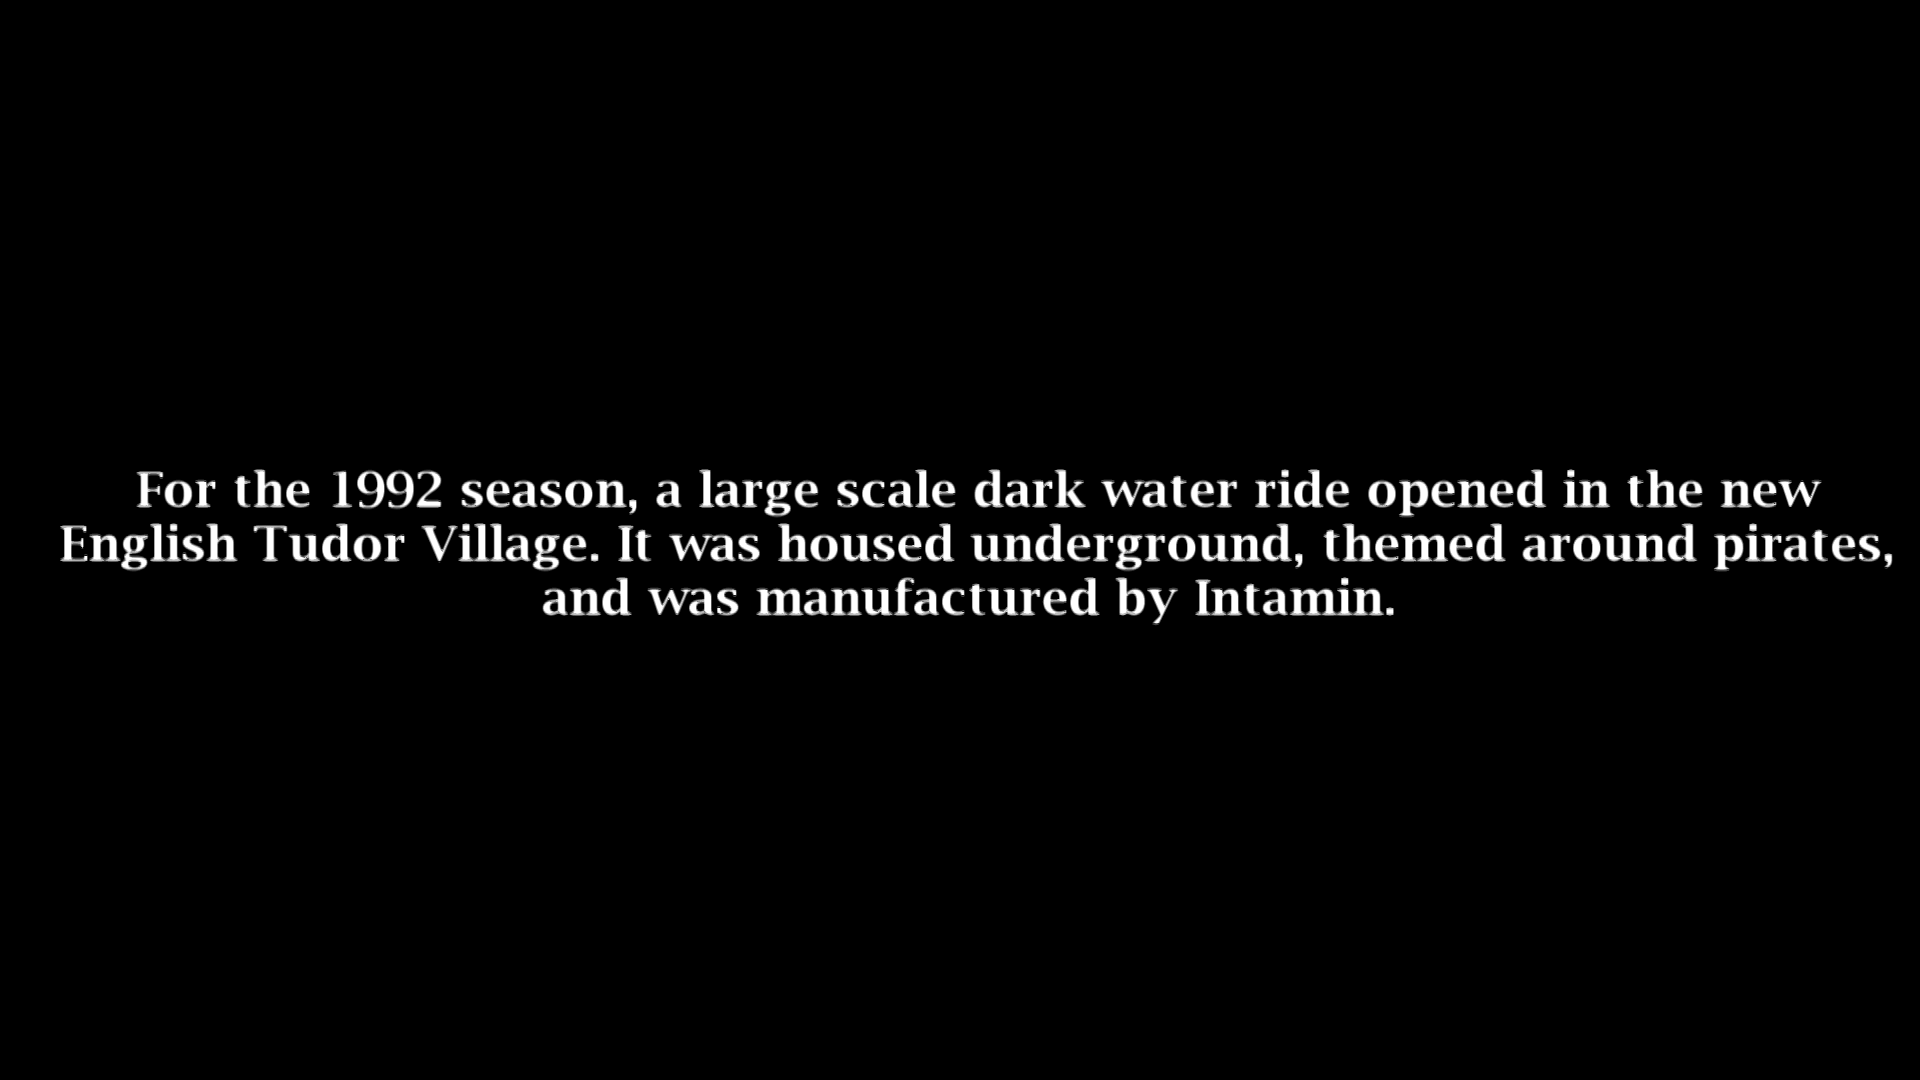 For the 1992 season, a large scale dark water ride opened in the new
English Tudor Village. It was housed underground, themed around pirates,
and was manufactured by Intamin.